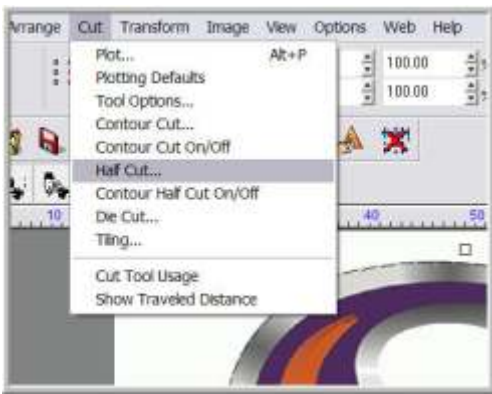 Arrange Cut Transform Image View Options Web Help
Plot... Alt+P
Plotting Defaults
Tool Options...
Contour Cut...
Contour Cut On/Off
Half Cut...
Contour Half Cut On/Off
Die Cut...
Tiling...
Cut Tool Usage
Show Traveled Distance
100.00
100.00
10 40 50